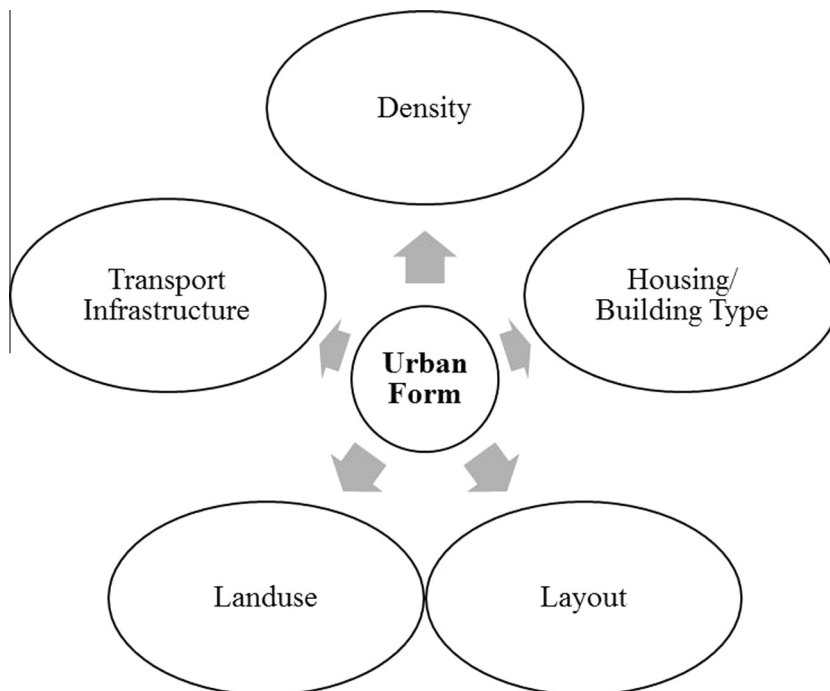 Density
Transport
Infrastructure
Housing/
Building Type
Urban
Form
Landuse
Layout